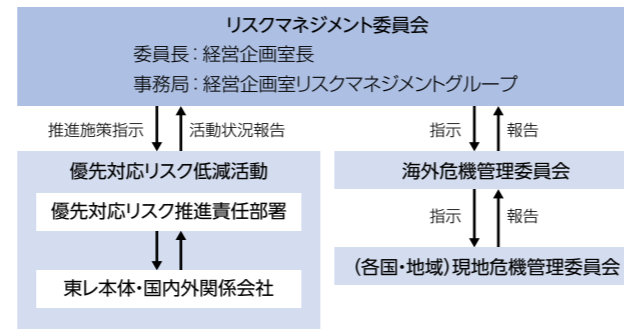 リスクマネジメント委員会
委員長：経営企画室長
事務局：経営企画室リスクマネジメントグループ
推進施策指示
活動状況報告
指示
報告
優先対応リスク低減活動
海外危機管理委員会
優先対応リスク推進責任部署
指示
報告
東レ本体・国内外関係会社
（各国・地域）現地危機管理委員会